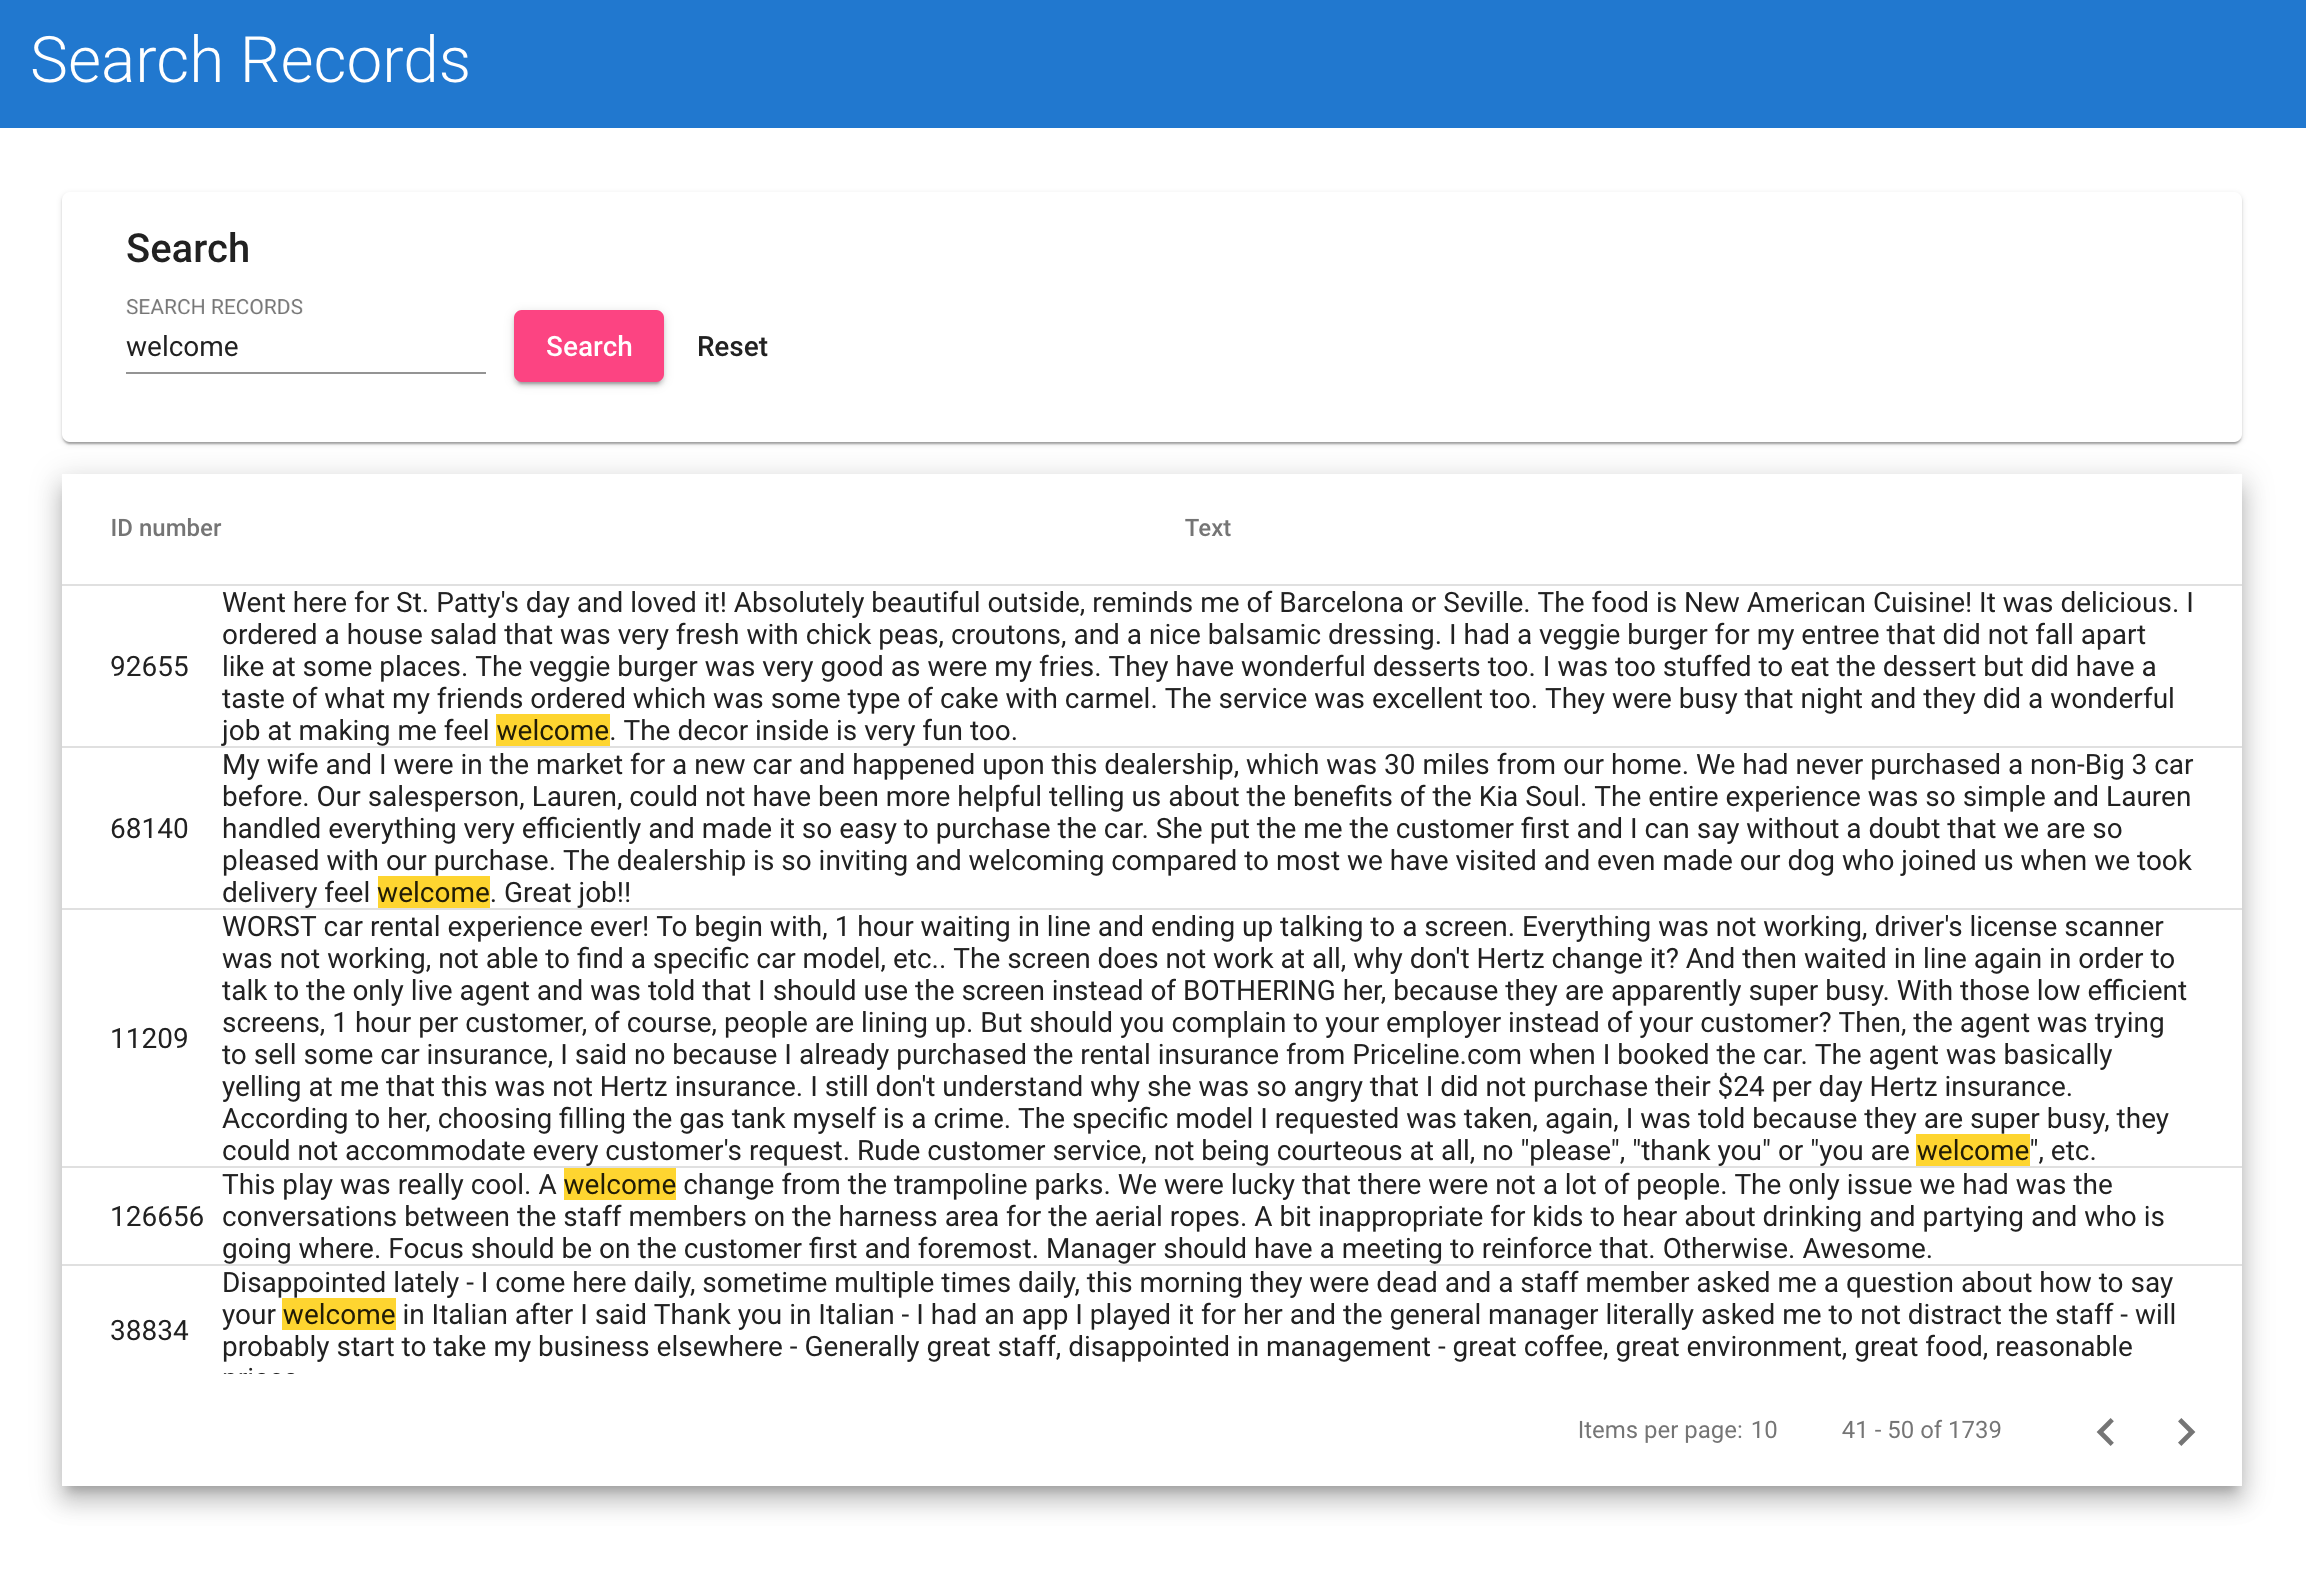 Search Records
Search
SEARCH RECORDS
welcome
Search
Reset
ID number
Text
92655
Went here for St. Patty's day and loved it! Absolutely beautiful outside, reminds me of Barcelona or Seville. The food is New American Cuisine! It was delicious. I
ordered a house salad that was very fresh with chick peas, croutons, and a nice balsamic dressing. I had a veggie burger for my entree that did not fall apart
like at some places. The veggie burger was very good as were my fries. They have wonderful desserts too. I was too stuffed to eat the dessert but did have a
taste of what my friends ordered which was some type of cake with carmel. The service was excellent too. They were busy that night and they did a wonderful
job at making me feel welcome. The decor inside is very fun too.
68140
My wife and I were in the market for a new car and happened upon this dealership, which was 30 miles from our home. We had never purchased a non-Big 3 car
before. Our salesperson, Lauren, could not have been more helpful telling us about the benefits of the Kia Soul. The entire experience was so simple and Lauren
handled everything very efficiently and made it so easy to purchase the car. She put the me the customer first and I can say without a doubt that we are so
pleased with our purchase. The dealership is so inviting and welcoming compared to most we have visited and even made our dog who joined us when we took
delivery feel welcome. Great job!!
11209
WORST car rental experience ever! To begin with, 1 hour waiting in line and ending up talking to a screen. Everything was not working, driver's license scanner
was not working, not able to find a specific car model, etc.. The screen does not work at all, why don't Hertz change it? And then waited in line again in order to
talk to the only live agent and was told that I should use the screen instead of BOTHERING her, because they are apparently super busy. With those low efficient
screens, 1 hour per customer, of course, people are lining up. But should you complain to your employer instead of your customer? Then, the agent was trying
to sell some car insurance, I said no because I already purchased the rental insurance from Priceline.com when I booked the car. The agent was basically
yelling at me that this was not Hertz insurance. I still don't understand why she was so angry that I did not purchase their $24 per day Hertz insurance.
According to her, choosing filling the gas tank myself is a crime. The specific model I requested was taken, again, I was told because they are super busy, they
could not accommodate every customer's request. Rude customer service, not being courteous at all, no "please", "thank you" or "you are welcome", etc.
126656
This play was really cool. A welcome change from the trampoline parks. We were lucky that there were not a lot of people. The only issue we had was the
conversations between the staff members on the harness area for the aerial ropes. A bit inappropriate for kids to hear about drinking and partying and who is
going where. Focus should be on the customer first and foremost. Manager should have a meeting to reinforce that. Otherwise. Awesome.
38834
Disappointed lately - I come here daily, sometime multiple times daily, this morning they were dead and a staff member asked me a question about how to say
your welcome in Italian after I said Thank you in Italian - I had an app I played it for her and the general manager literally asked me to not distract the staff - will
probably start to take my business elsewhere - Generally great staff, disappointed in management - great coffee, great environment, great food, reasonable
Items per page: 10
41 - 50 of 1739